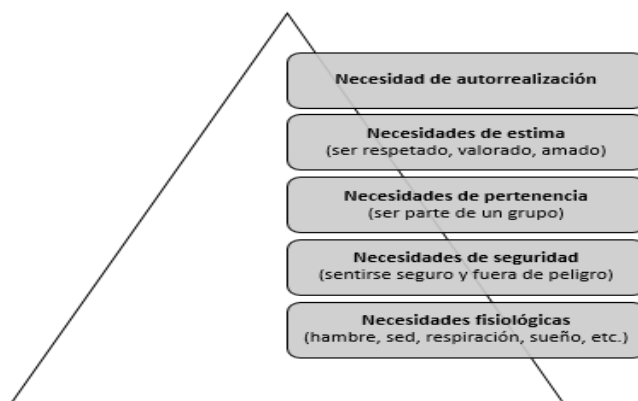 Necesidad de autorrealización
Necesidades de estima
(ser respetado, valorado, amado)
Necesidades de pertenencia
(ser parte de un grupo)
Necesidades de seguridad
(sentirse seguro y fuera de peligro)
Necesidades fisiológicas
(hambre, sed, respiración, sueño, etc.)